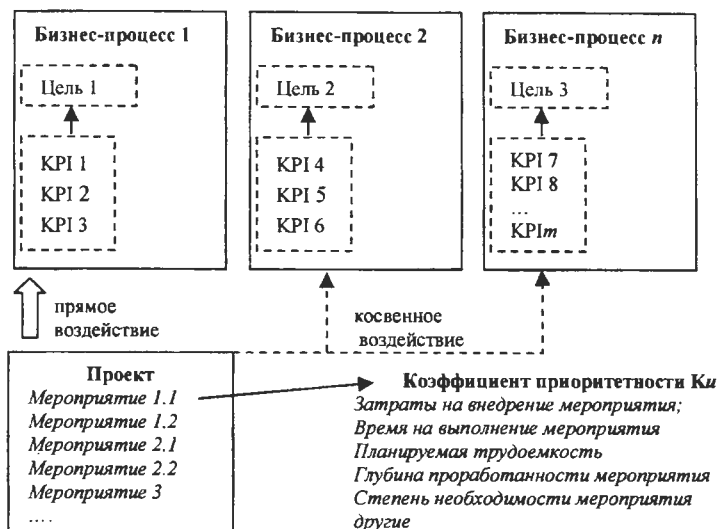 Бизнес-процесс 1
Цель 1
KPI 1
KPI 2
KPI 3
Бизнес-процесс 2
Цель 2
KPI 4
KPI 5
KPI 6
Бизнес-процесс n
Цель 3
KPI 7
KPI 8
...
KPIm
прямое
воздействие
косвенное
воздействие
Проект
Мероприятие 1.1
Мероприятие 1.2
Мероприятие 2.1
Мероприятие 2.2
Мероприятие 3
....
Коэффициент приоритетности Ku
Затраты на внедрение мероприятия;
Время на выполнение мероприятия
Планируемая трудоемкость
Глубина проработанности мероприятия
Степень необходимости мероприятия
другие